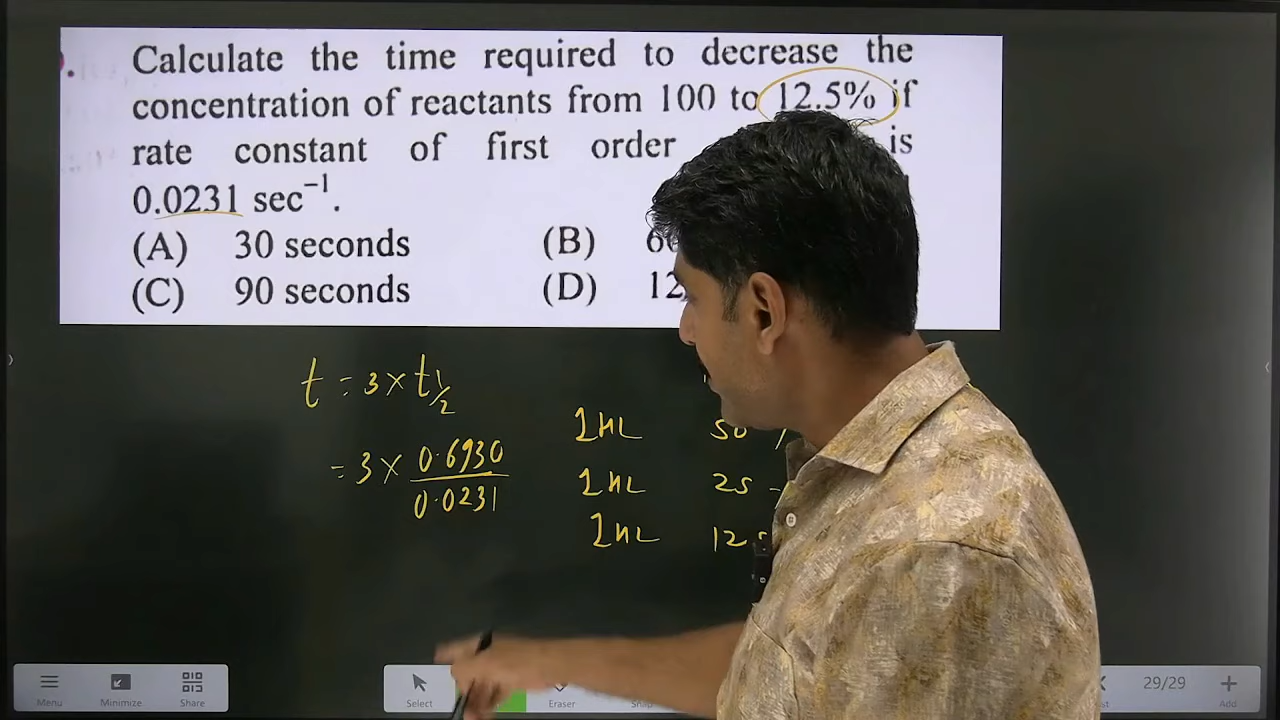 Calculate the time required to decrease the
concentration of reactants from 100 to 12.5% if
rate constant of first order is
0.0231 sec⁻¹.
(A) 30 seconds (B)
(C) 90 seconds (D)
t = 3 × t½
= 3 × 0.6930/0.0231
1HL 50
1HL 25
1HL
Menu Minimize Share Select Eraser 29/29 Add